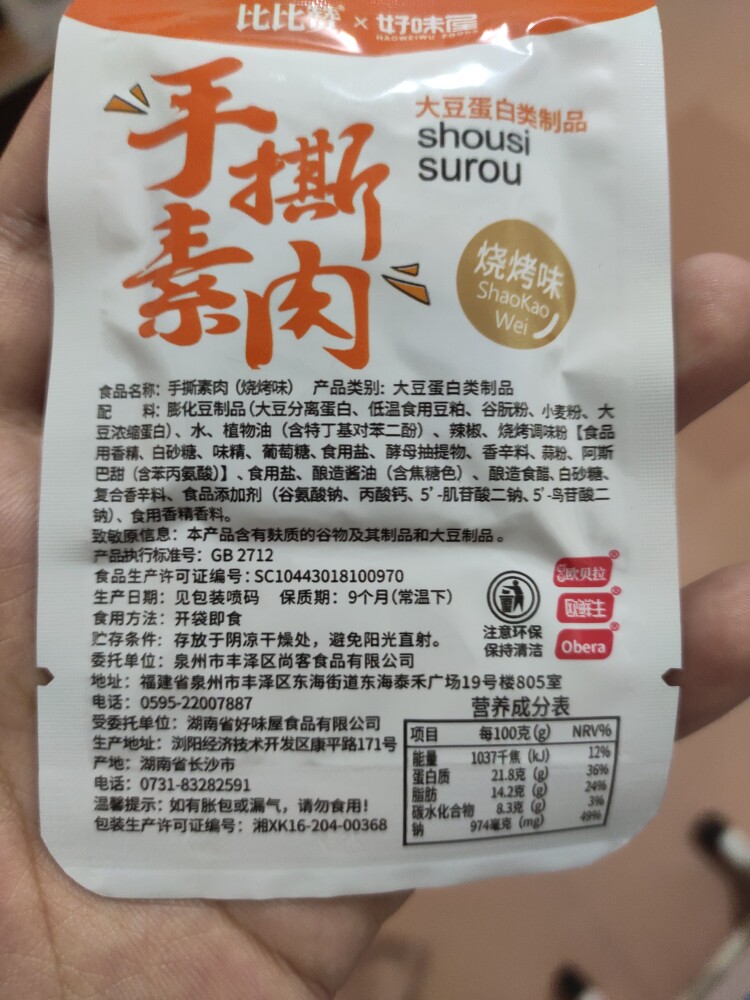 比比赞® × 好味屋
HAOWEIWU FOODS
手撕素肉
大豆蛋白类制品
shousi
surou
烧烤味
ShaoKao
Wei
食品名称：手撕素肉（烧烤味） 产品类别：大豆蛋白类制品
配 料：膨化豆制品（大豆分离蛋白、低温食用豆粕、谷朊粉、小麦粉、大
豆浓缩蛋白）、水、植物油（含特丁基对苯二酚）、辣椒、烧烤调味粉【食品
用香精、白砂糖、味精、葡萄糖、食用盐、酵母抽提物、香辛料、蒜粉、阿斯
巴甜（含苯丙氨酸）】、食用盐、酿造酱油（含焦糖色）、酿造食醋、白砂糖、
复合香辛料、食品添加剂（谷氨酸钠、丙酸钙、5’-肌苷酸二钠、5’-鸟苷酸二
钠）、食用香精香料。
致敏原信息：本产品含有麸质的谷物及其制品和大豆制品。
产品执行标准号：GB 2712
食品生产许可证编号：SC10443018100970
生产日期：见包装喷码 保质期：9个月(常温下)
食用方法：开袋即食
贮存条件：存放于阴凉干燥处，避免阳光直射。
委托单位：泉州市丰泽区尚客食品有限公司
地址：福建省泉州市丰泽区东海街道东海泰禾广场19号楼805室
电话：0595-22007887
受委托单位：湖南省好味屋食品有限公司
生产地址：浏阳经济技术开发区康平路171号
产地：湖南省长沙市
电话：0731-83282591
温馨提示：如有胀包或漏气，请勿食用！
包装生产许可证编号：湘XK16-204-00368
注意环保
保持清洁
欧贝拉®
欧鲜生®
Obera®
营养成分表
项目 每100克(g) NRV%
能量 1037千焦(kJ) 12%
蛋白质 21.8克(g) 36%
脂肪 14.2克(g) 24%
碳水化合物 8.3克(g) 3%
钠 974毫克(mg) 49%